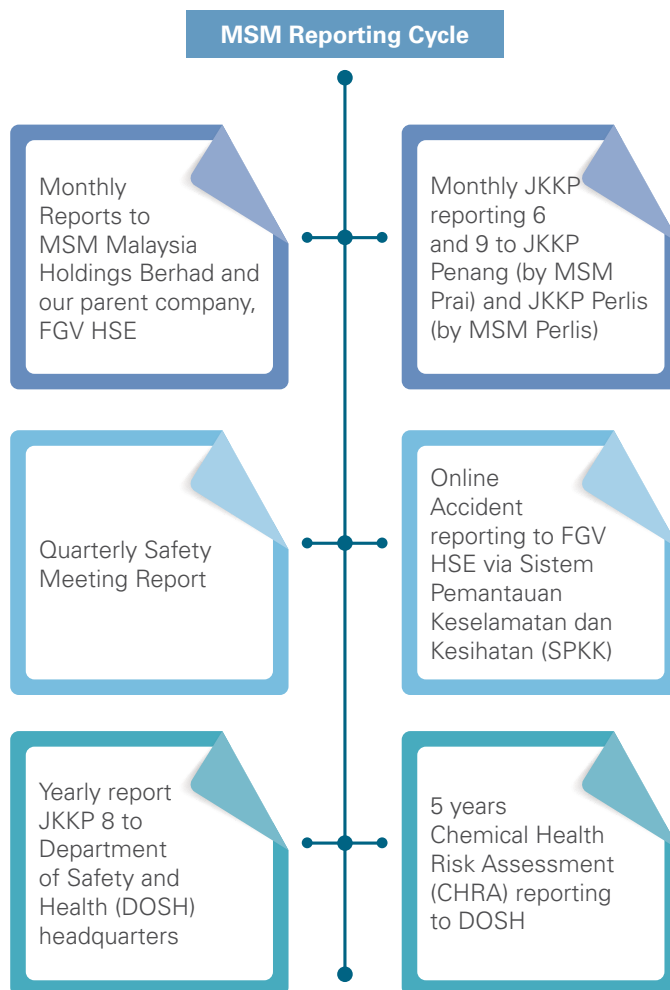 MSM Reporting Cycle
Monthly
Reports to
MSM Malaysia
Holdings Berhad and
our parent company,
FGV HSE
Monthly JKKP
reporting 6
and 9 to JKKP
Penang (by MSM
Prai) and JKKP Perlis
(by MSM Perlis)
Quarterly Safety
Meeting Report
Online
Accident
reporting to FGV
HSE via Sistem
Pemantauan
Keselamatan dan
Kesihatan (SPKK)
Yearly report
JKKP 8 to
Department
of Safety and
Health (DOSH)
headquarters
5 years
Chemical Health
Risk Assessment
(CHRA) reporting
to DOSH